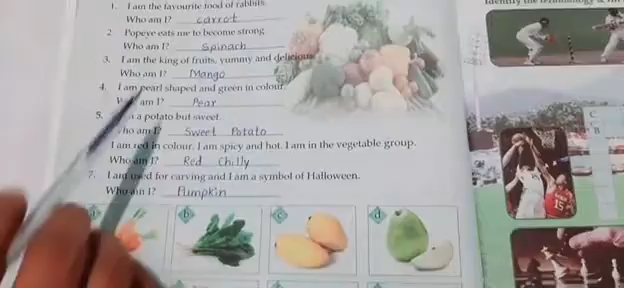 1. I am the favourite food of rabbits.
Who am I? carrot
2 Popeye eats me to become strong
Who am I? Spinach
3. I am the king of fruits, yummy and delicious
Who am I? Mango
4. I am pearl shaped and green in colour.
am I? Pear
5. a potato but sweet.
ho am I? Sweet Potato
I am red in colour. I am spicy and hot. I am in the vegetable group.
Who am I? Red Chilly
7. I am used for carving and I am a symbol of Halloween.
Who am I? Pumpkin
a b c d
Identify the
C
B
15